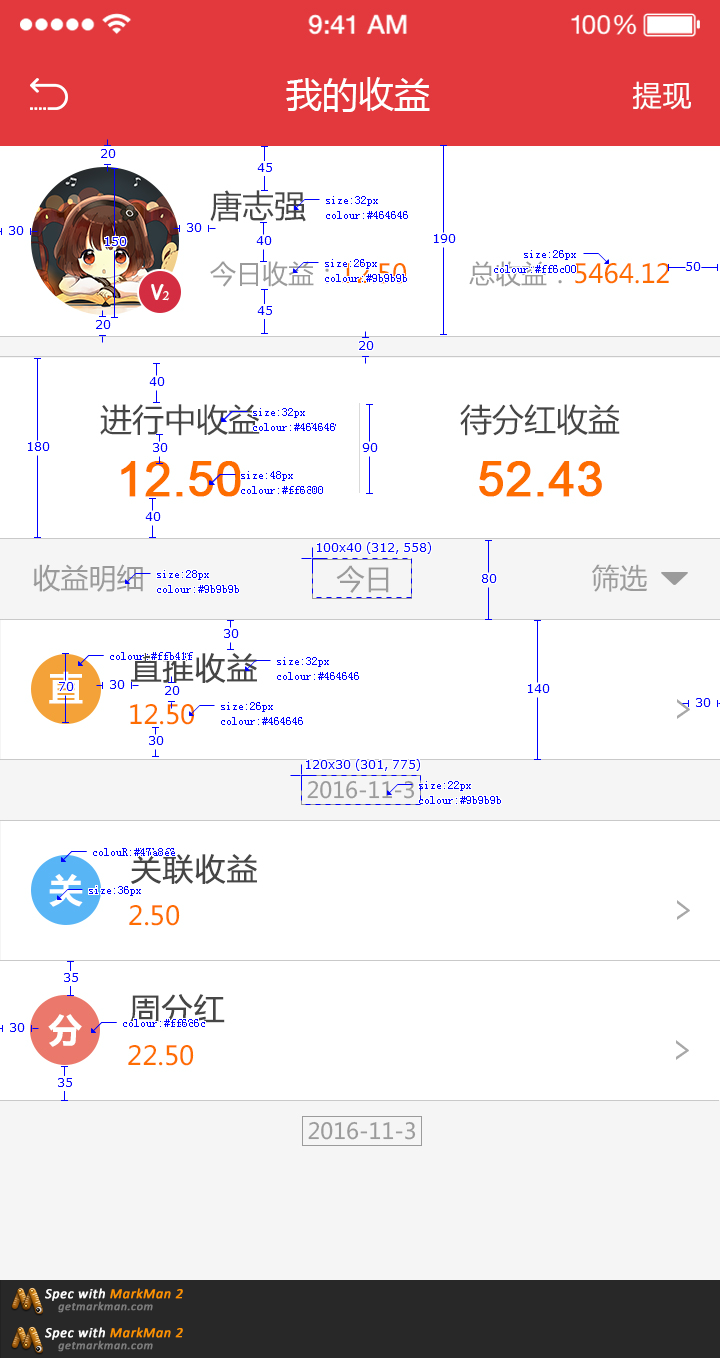 9:41 AM 100%
我的收益 提现
20
45
唐志强
size:32px
colour:#464646
30 150 30
40
190
今日收益：12.50
size:26px
colour:#9b9b9b
总收益：5464.12
size:26px
colour:#ff6c00
50
V2
45
20
20
40
进行中收益
size:32px
colour:#464646
待分红收益
180
30
90
12.50
size:48px
colour:#ff6c00
52.43
40
100x40 (312, 558)
收益明细
size:28px
colour:#9b9b9b
今日
80
筛选
30
直推收益
size:32px
colour:#464646
直
70
30
20
140
30
12.50
size:26px
colour:#464646
30
120x30 (301, 775)
2016-11-3
size:22px
colour:#9b9b9b
关联收益
关
size:36px
2.50
35
周分红
30
分
colour:#ff6c6c
22.50
35
2016-11-3
Spec with MarkMan 2
getmarkman.com
Spec with MarkMan 2
getmarkman.com